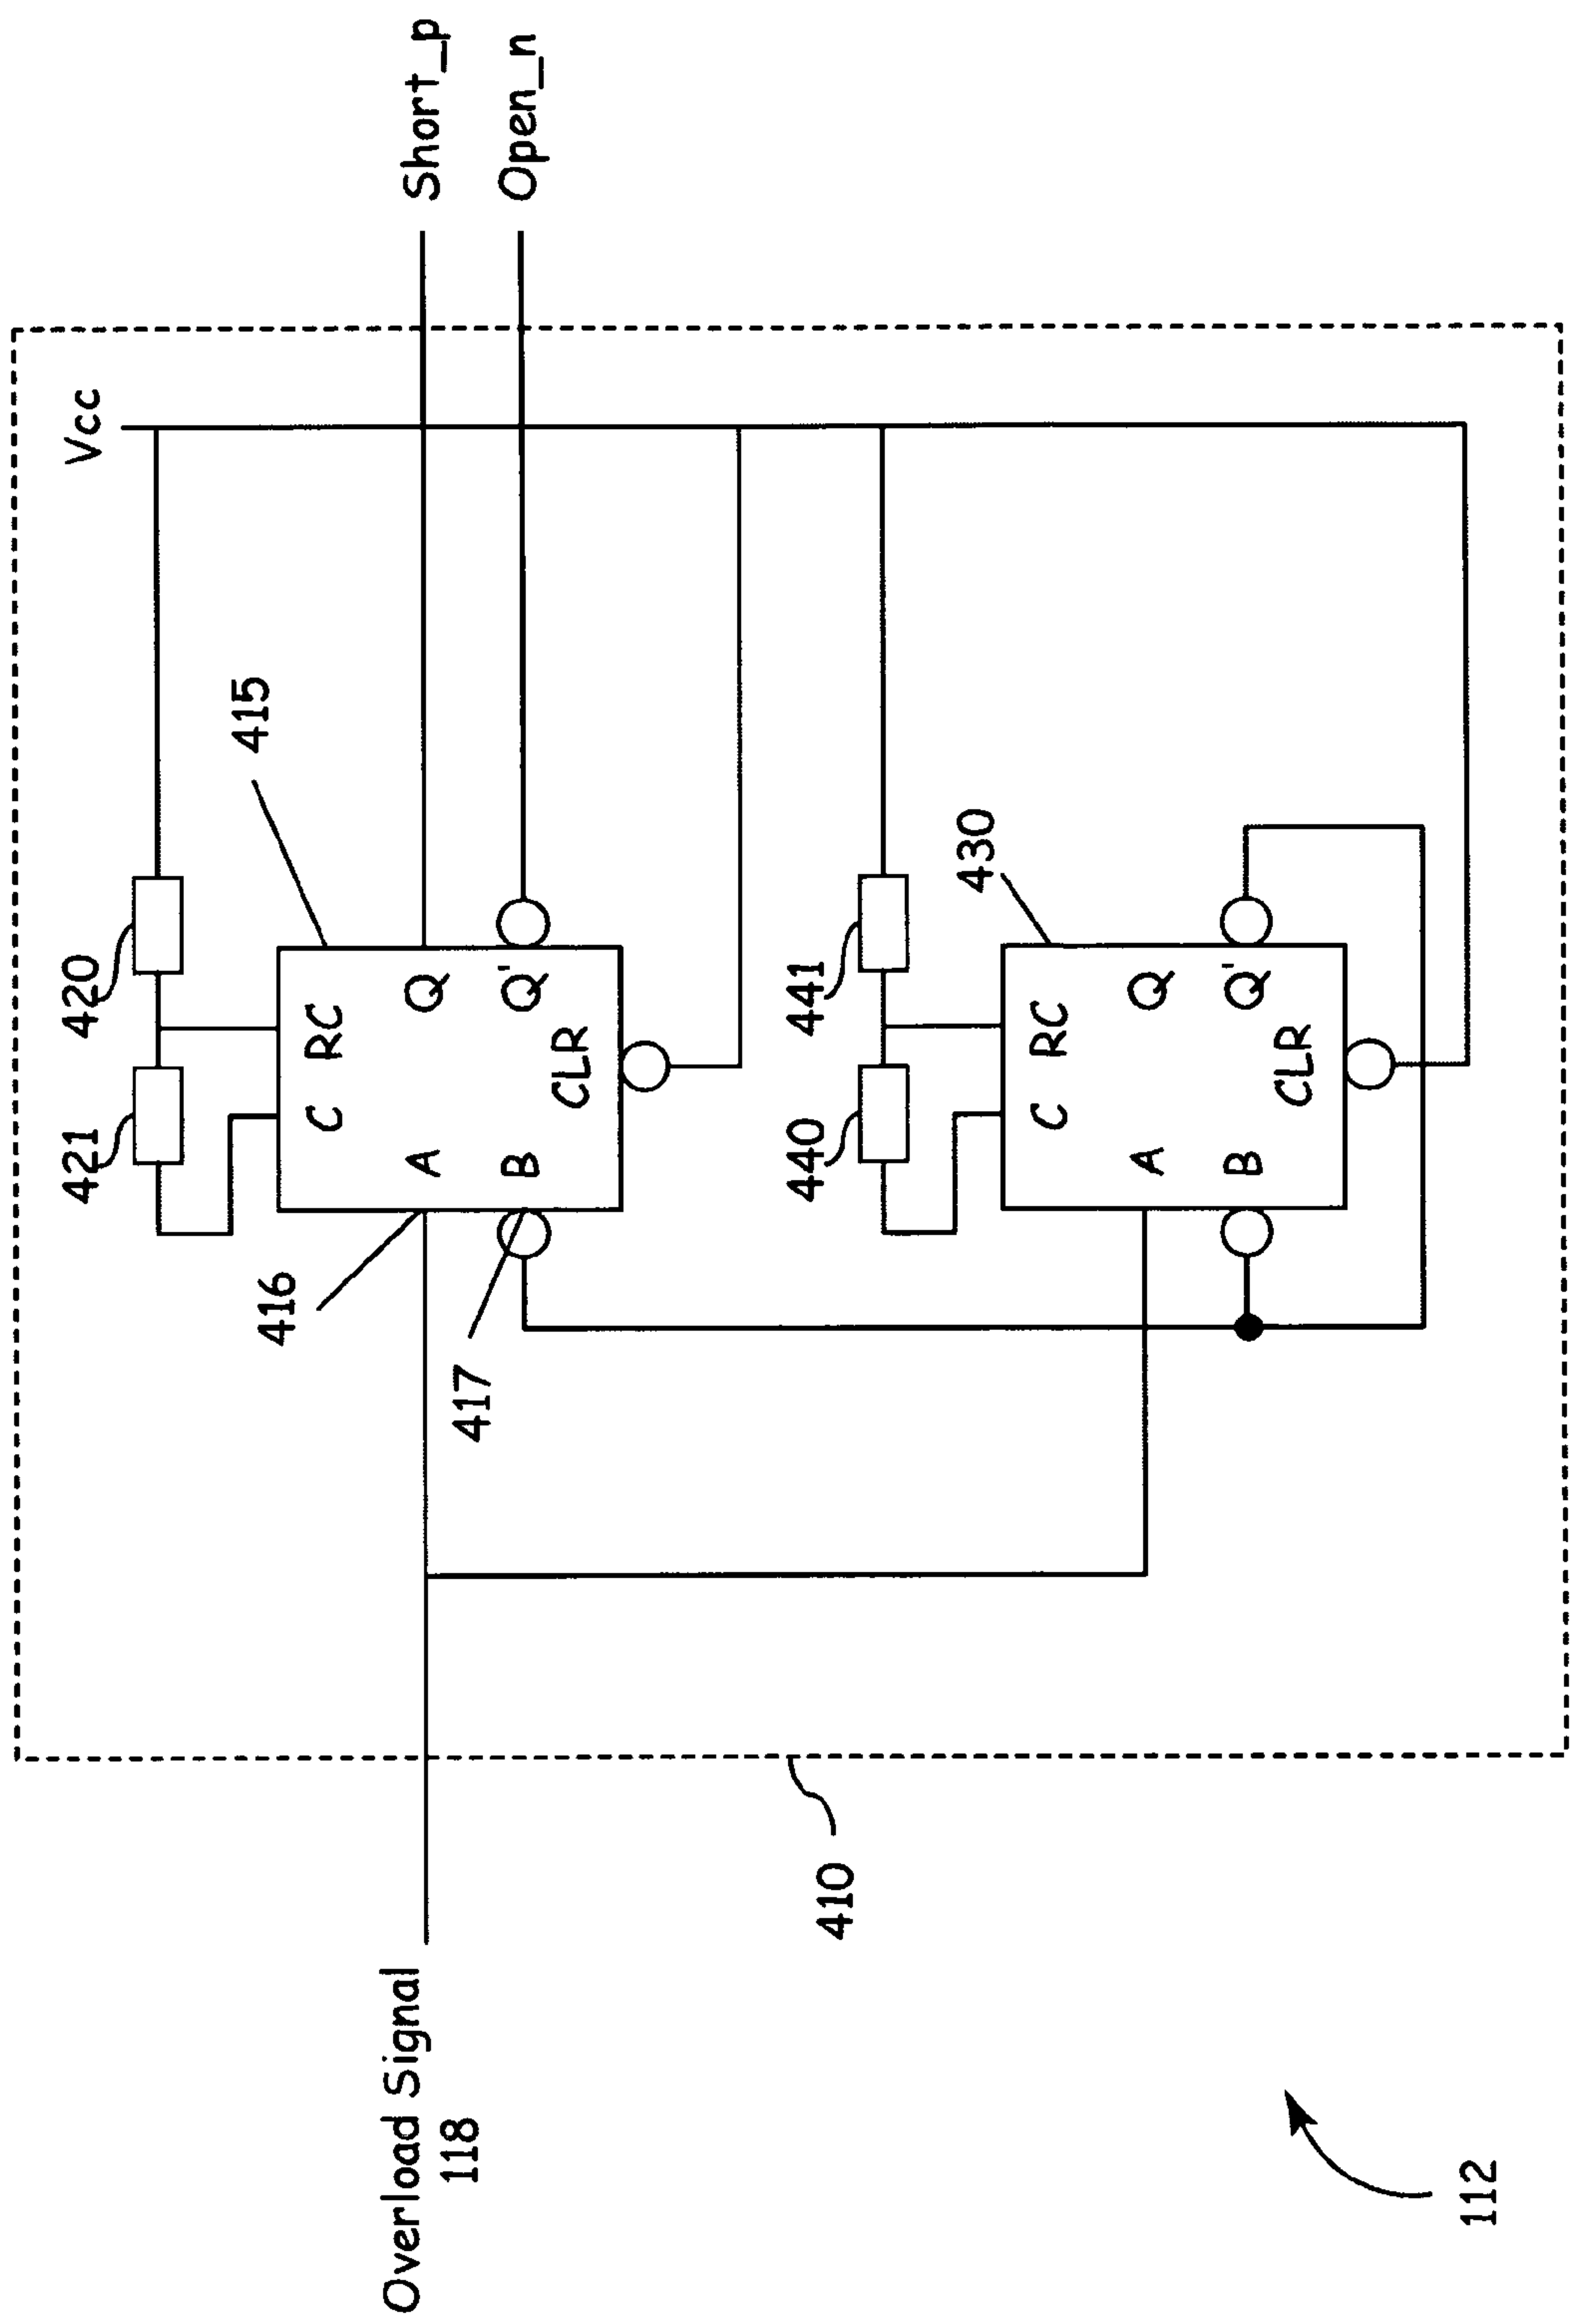 Vcc
421
420
C
RC
415
416
A
Q
Short_p
417
B
Q'
Open_n
CLR
Overload Signal
118
440
441
C
RC
430
A
Q
B
Q'
CLR
410
112